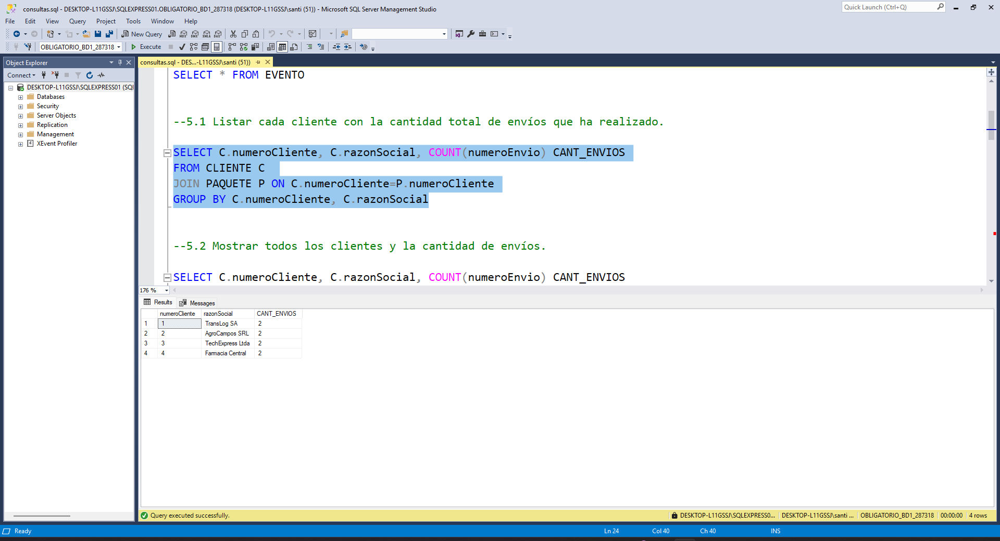 consultas.sql - DESKTOP-L11GSSJ\SQLEXPRESS01.OBLIGATORIO_BD1_287318 (DESKTOP-L11GSSJ\santi (51)) - Microsoft SQL Server Management Studio
Quick Launch (Ctrl+Q)
File Edit View Query Project Tools Window Help
New Query MDX DMX XMLA DAX
OBLIGATORIO_BD1_287318 Execute
Object Explorer
Connect
DESKTOP-L11GSSJ\SQLEXPRESS01 (SQL
Databases
Security
Server Objects
Replication
Management
XEvent Profiler
consultas.sql - DES...-L11GSSJ\santi (51))
SELECT * FROM EVENTO
--5.1 Listar cada cliente con la cantidad total de envíos que ha realizado.
SELECT C.numeroCliente, C.razonSocial, COUNT(numeroEnvio) CANT_ENVIOS
FROM CLIENTE C
JOIN PAQUETE P ON C.numeroCliente=P.numeroCliente
GROUP BY C.numeroCliente, C.razonSocial
--5.2 Mostrar todos los clientes y la cantidad de envíos.
SELECT C.numeroCliente, C.razonSocial, COUNT(numeroEnvio) CANT_ENVIOS
176 %
Results Messages
numeroCliente razonSocial CANT_ENVIOS
1 1 TransLog SA 2
2 2 AgroCampos SRL 2
3 3 TechExpress Ltda 2
4 4 Farmacia Central 2
Query executed successfully.
DESKTOP-L11GSSJ\SQLEXPRESS0... DESKTOP-L11GSSJ\santi ... OBLIGATORIO_BD1_287318 00:00:00 4 rows
Ready Ln 24 Col 40 Ch 40 INS